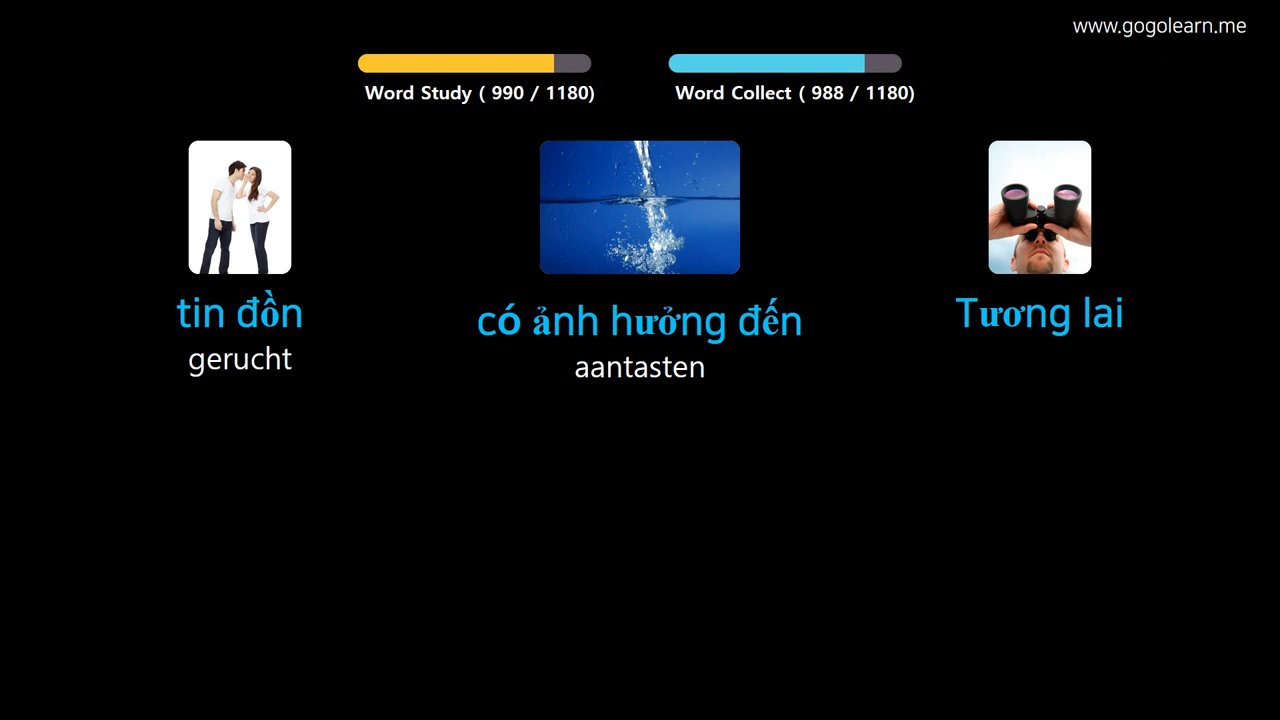 www.gogolearn.me
Word Study ( 990 / 1180)
Word Collect ( 988 / 1180)
tin đồn
gerucht
có ảnh hưởng đến
aantasten
Tương lai